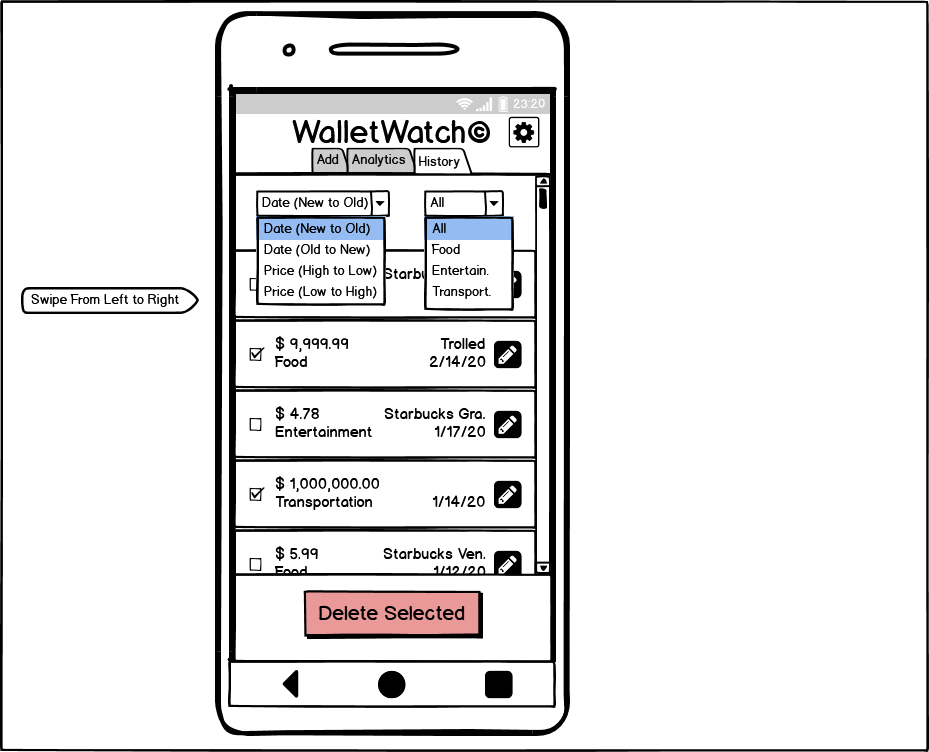 23:20
WalletWatch©
Add Analytics History
Date (New to Old) All
Date (New to Old) All
Date (Old to New) Food
Price (High to Low) Entertain.
Price (Low to High) Transport.
Swipe From Left to Right
$ 9,999.99 Trolled
Food 2/14/20
$ 4.78 Starbucks Gra.
Entertainment 1/17/20
$ 1,000,000.00
Transportation 1/14/20
$ 5.99 Starbucks Ven.
Food 1/12/20
Delete Selected